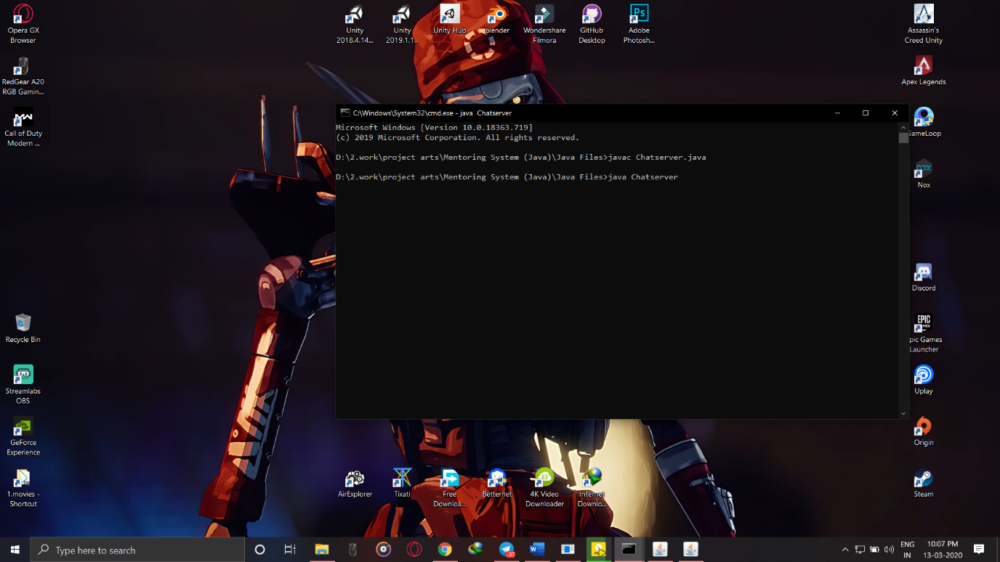 Opera GX
Browser
Unity
2018.4.14...
Unity
2019.1.1...
Unity Hub
blender
Wondershare
Filmora
GitHub
Desktop
Ps
Adobe
Photosh...
Assassin's
Creed Unity
RedGear A20
RGB Gamin...
Apex Legends
MW
Call of Duty
Modern ...
C:\Windows\System32\cmd.exe - java  Chatserver
Microsoft Windows [Version 10.0.18363.719]
(c) 2019 Microsoft Corporation. All rights reserved.
D:\2.work\project arts\Mentoring System (Java)\Java Files>javac Chatserver.java
D:\2.work\project arts\Mentoring System (Java)\Java Files>java Chatserver
GameLoop
nox
Nox
Discord
EPIC
GAMES
pic Games
Launcher
Recycle Bin
Streamlabs
OBS
Uplay
GeForce
Experience
Origin
1.movies -
Shortcut
AirExplorer
Tixati
Free
Downloa...
Betternet
4K Video
Downloader
Internet
Downlo...
Steam
Type here to search
37
ENG
IN
10:07 PM
13-03-2020